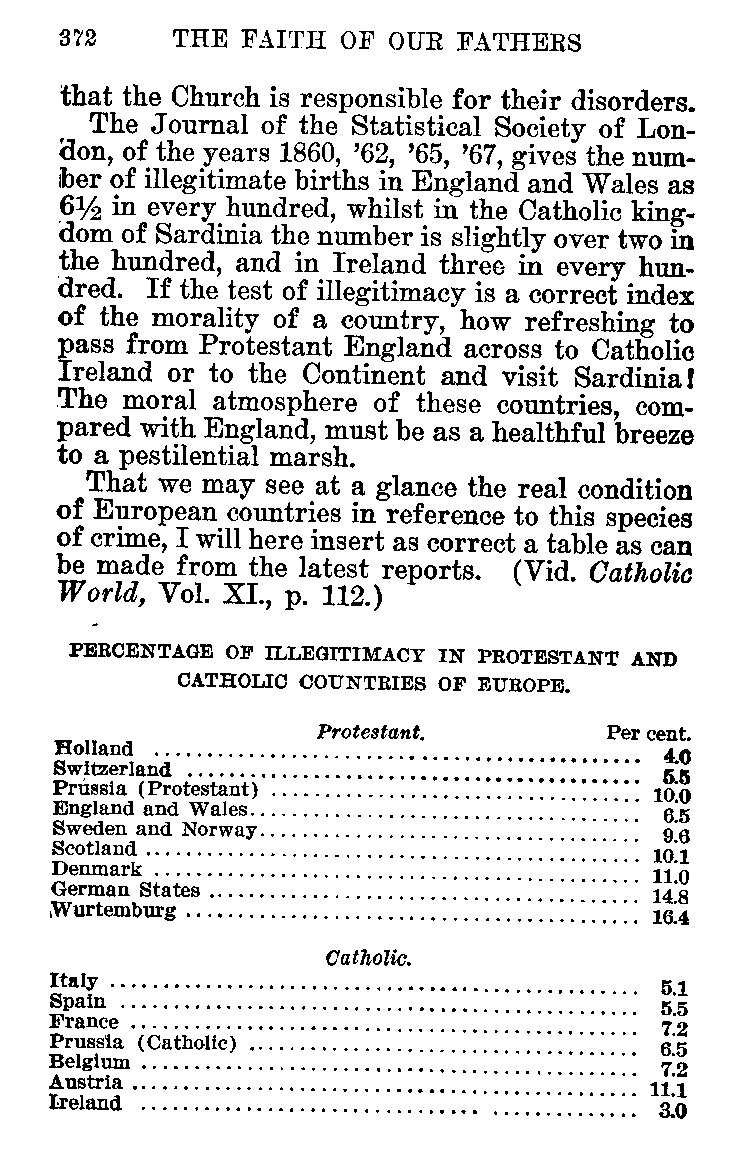 372 THE FAITH OF OUR FATHERS
that the Church is responsible for their disorders.
The Journal of the Statistical Society of Lon-
don, of the years 1860, ’62, ’65, ’67, gives the num-
ber of illegitimate births in England and Wales as
6½ in every hundred, whilst in the Catholic king-
dom of Sardinia the number is slightly over two in
the hundred, and in Ireland three in every hun-
dred. If the test of illegitimacy is a correct index
of the morality of a country, how refreshing to
pass from Protestant England across to Catholic
Ireland or to the Continent and visit Sardinia!
The moral atmosphere of these countries, com-
pared with England, must be as a healthful breeze
to a pestilential marsh.
That we may see at a glance the real condition
of European countries in reference to this species
of crime, I will here insert as correct a table as can
be made from the latest reports. (Vid. Catholic
World, Vol. XI., p. 112.)
PERCENTAGE OF ILLEGITIMACY IN PROTESTANT AND
CATHOLIC COUNTRIES OF EUROPE.
Protestant. Per cent.
Holland ........ 4.0
Switzerland ........ 5.5
Prussia (Protestant) ........ 10.0
England and Wales........ 6.5
Sweden and Norway........ 9.6
Scotland ........ 10.1
Denmark ........ 11.0
German States ........ 14.8
Wurtemburg ........ 16.4
Catholic.
Italy ........ 5.1
Spain ........ 5.5
France ........ 7.2
Prussia (Catholic) ........ 6.5
Belgium ........ 7.2
Austria ........ 11.1
Ireland ........ 3.0